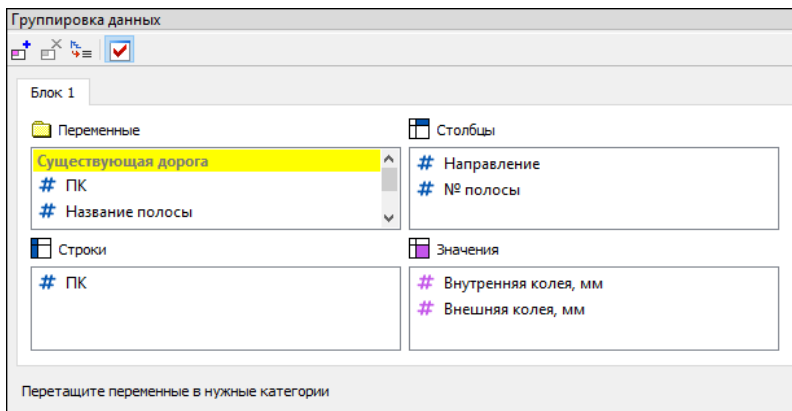 Группировка данных
Блок 1
Переменные
Существующая дорога
# ПК
# Название полосы
Столбцы
# Направление
# № полосы
Строки
# ПК
Значения
# Внутренняя колея, мм
# Внешняя колея, мм
Перетащите переменные в нужные категории